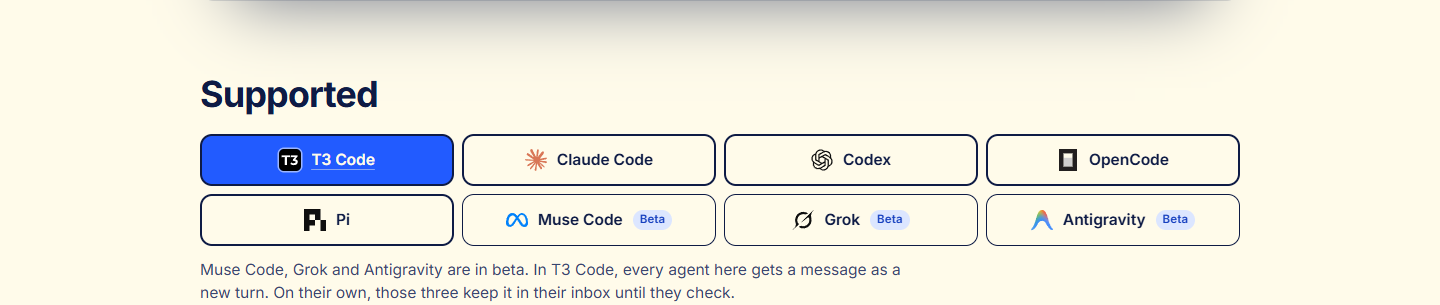 Supported
T3 T3 Code
Claude Code
Codex
OpenCode
Pi
Muse Code Beta
Grok Beta
Antigravity Beta
Muse Code, Grok and Antigravity are in beta. In T3 Code, every agent here gets a message as a
new turn. On their own, those three keep it in their inbox until they check.